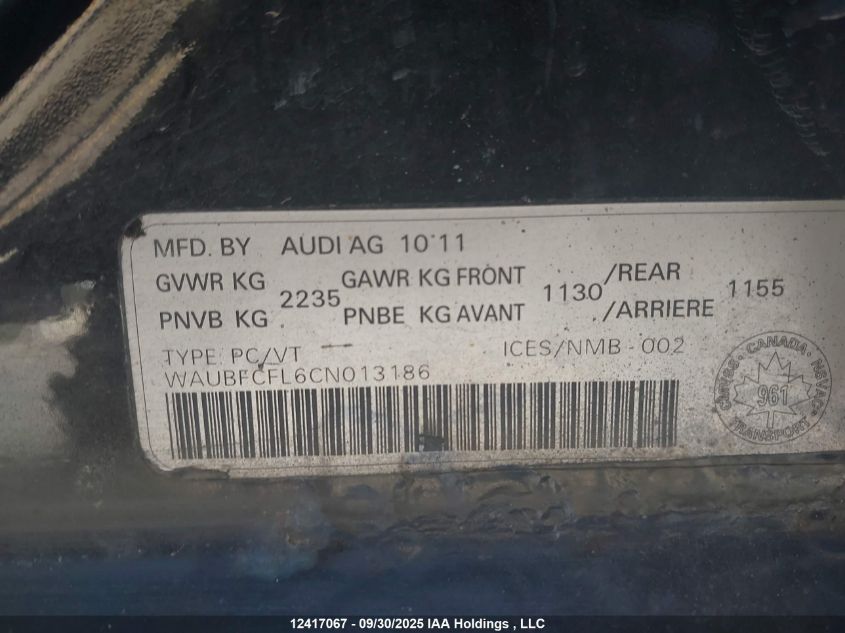 MFD. BY AUDI AG 10 11
GVWR KG 2235 GAWR KG FRONT 1130 /REAR 1155
PNVB KG PNBE KG AVANT /ARRIERE
TYPE: PC/VT ICES/NMB-002
WAUBFCFL6CN013186
CANADA
CMVSS NSVAC
961
TRANSPORT
12417067 - 09/30/2025 IAA Holdings , LLC